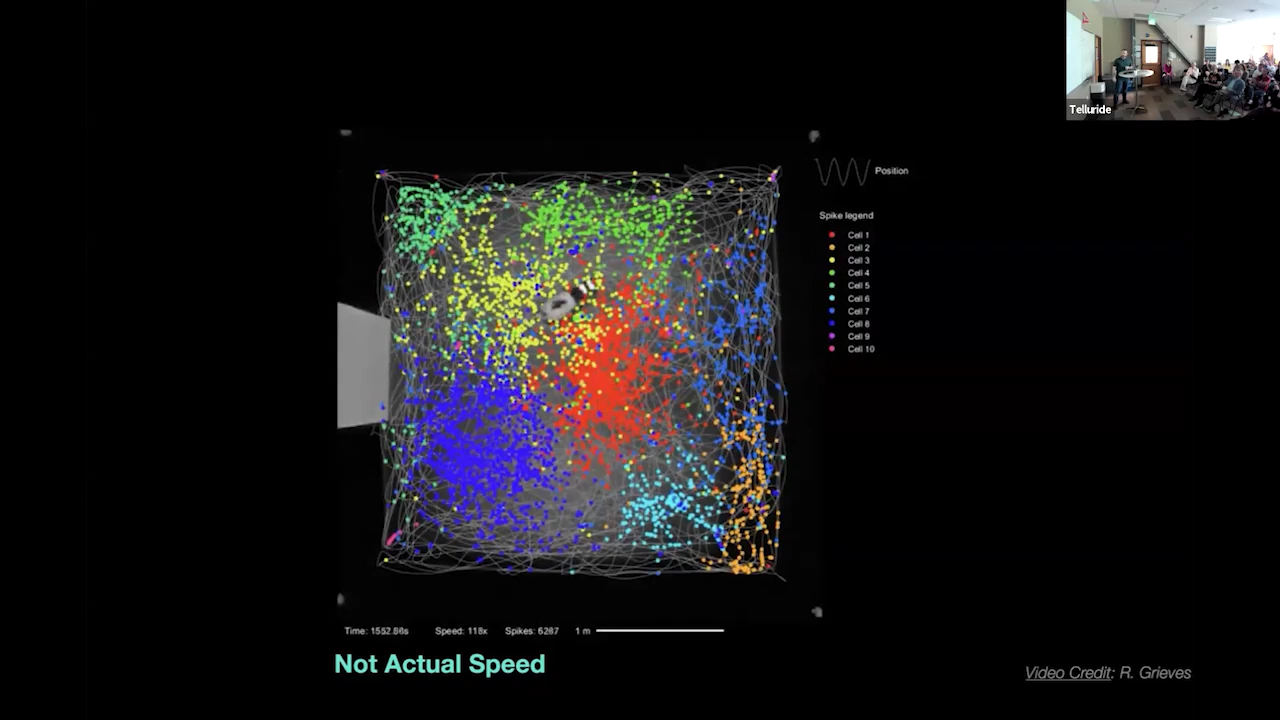 Telluride
Position
Spike legend
Cell 1
Cell 2
Cell 3
Cell 4
Cell 5
Cell 6
Cell 7
Cell 8
Cell 9
Cell 10
Time: 1552.86s Speed: 118x Spikes: 6267 1 m
Not Actual Speed
Video Credit: R. Grieves